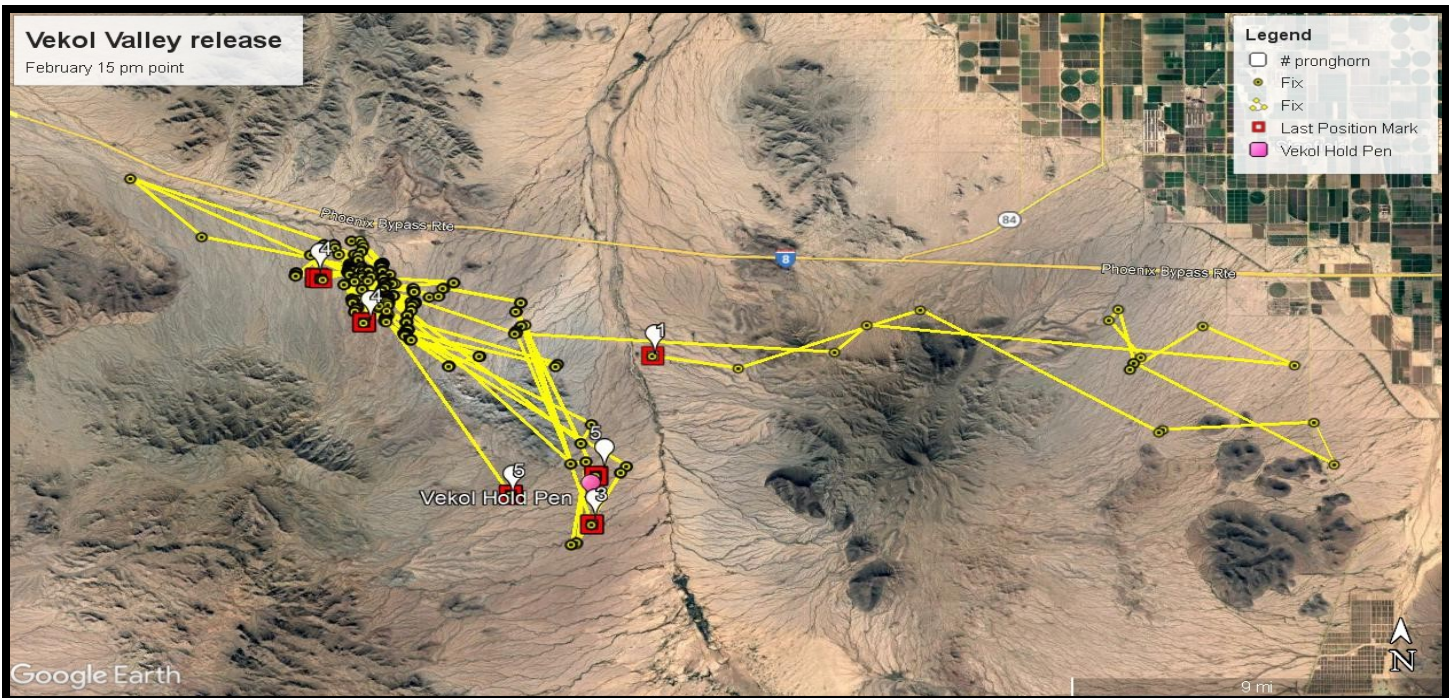 Vekol Valley release
February 15 pm point
Legend
# pronghorn
Fix
Fix
Last Position Mark
Vekol Hold Pen
Phoenix Bypass Rte
84
8
Phoenix Bypass Rte
4
4
1
5
5
Vekol Hold Pen
3
N
Google Earth
9 mi